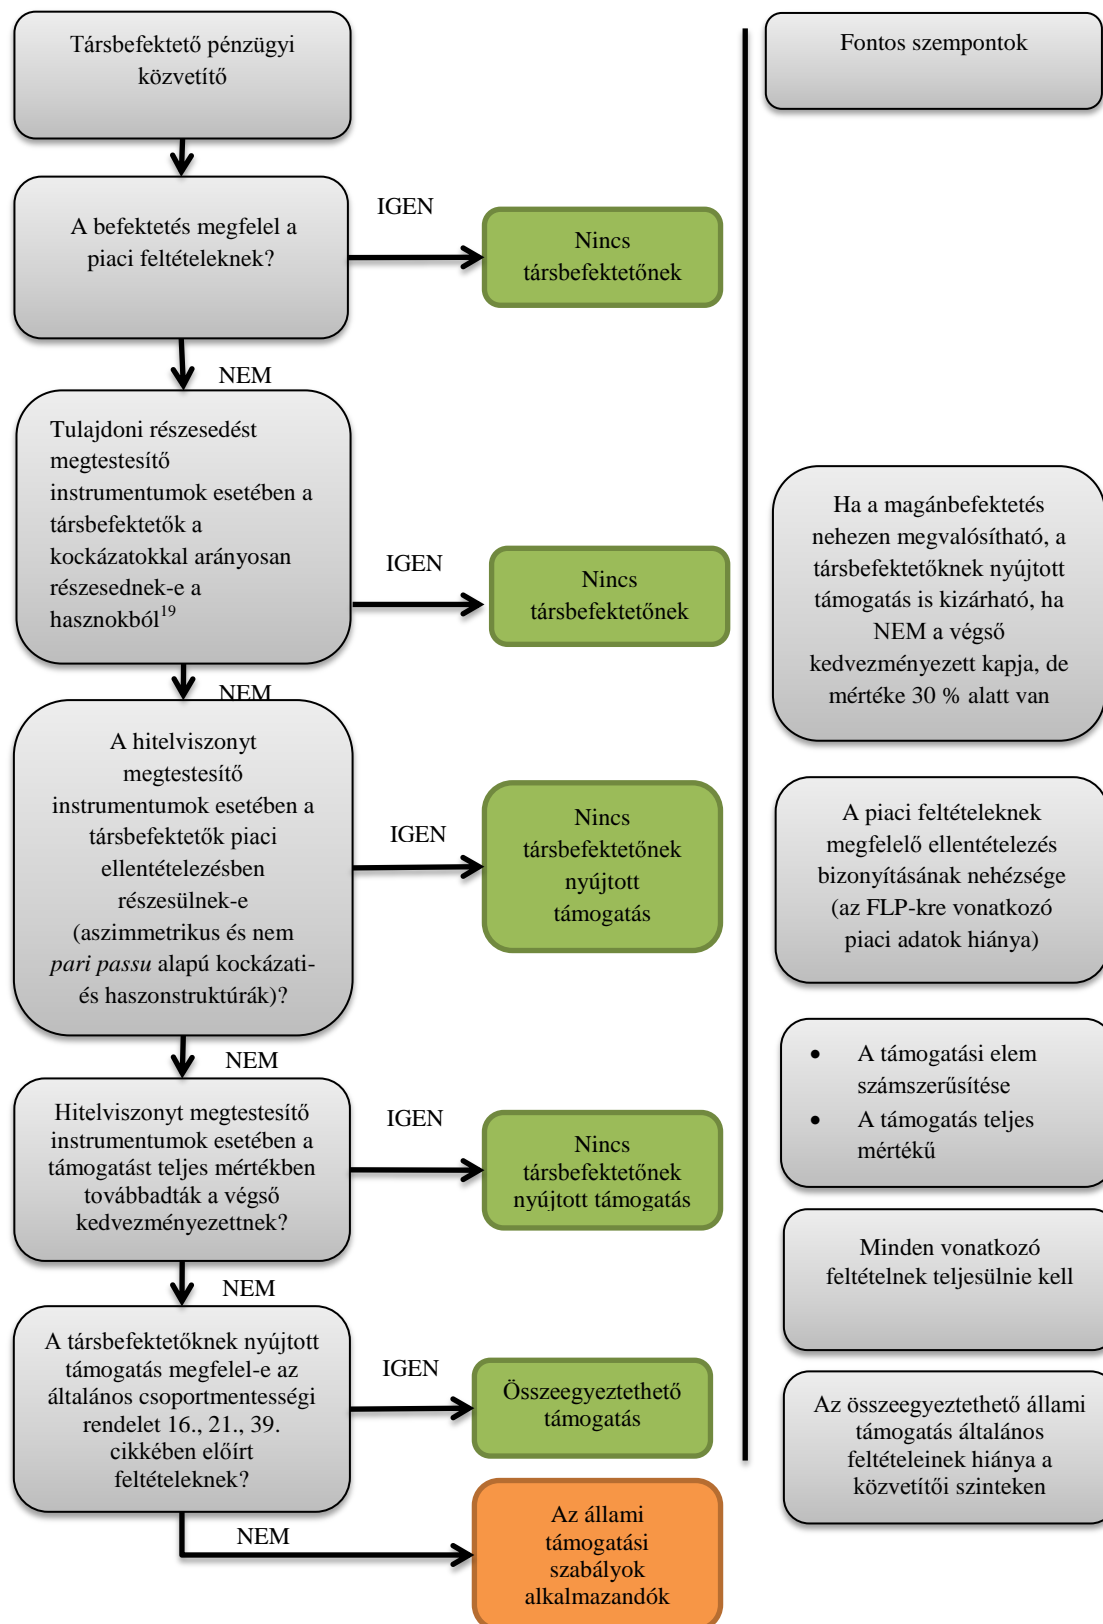 Társbefektető pénzügyi
közvetítő
A befektetés megfelel a
piaci feltételeknek?
IGEN
Nincs
társbefektetőnek
NEM
Tulajdoni részesedést
megtestesítő
instrumentumok esetében a
társbefektetők a
kockázatokkal arányosan
részesednek-e a
hasznokból19
IGEN
Nincs
társbefektetőnek
NEM
A hitelviszonyt
megtestesítő
instrumentumok esetében a
társbefektetők piaci
ellentételezésben
részesülnek-e
(aszimmetrikus és nem
pari passu alapú kockázati-
és haszonstruktúrák)?
IGEN
Nincs
társbefektetőnek
nyújtott
támogatás
NEM
Hitelviszonyt megtestesítő
instrumentumok esetében a
támogatást teljes mértékben
továbbadták a végső
kedvezményezettnek?
IGEN
Nincs
társbefektetőnek
nyújtott támogatás
NEM
A társbefektetőknek nyújtott
támogatás megfelel-e az
általános csoportmentességi
rendelet 16., 21., 39.
cikkében előírt
feltételeknek?
IGEN
Összeegyeztethető
támogatás
NEM
Az állami
támogatási
szabályok
alkalmazandók
Fontos szempontok
Ha a magánbefektetés
nehezen megvalósítható, a
társbefektetőknek nyújtott
támogatás is kizárható, ha
NEM a végső
kedvezményezett kapja, de
mértéke 30 % alatt van
A piaci feltételeknek
megfelelő ellentételezés
bizonyításának nehézsége
(az FLP-kre vonatkozó
piaci adatok hiánya)
• A támogatási elem
számszerűsítése
• A támogatás teljes
mértékű
Minden vonatkozó
feltételnek teljesülnie kell
Az összeegyeztethető állami
támogatás általános
feltételeinek hiánya a
közvetítői szinteken